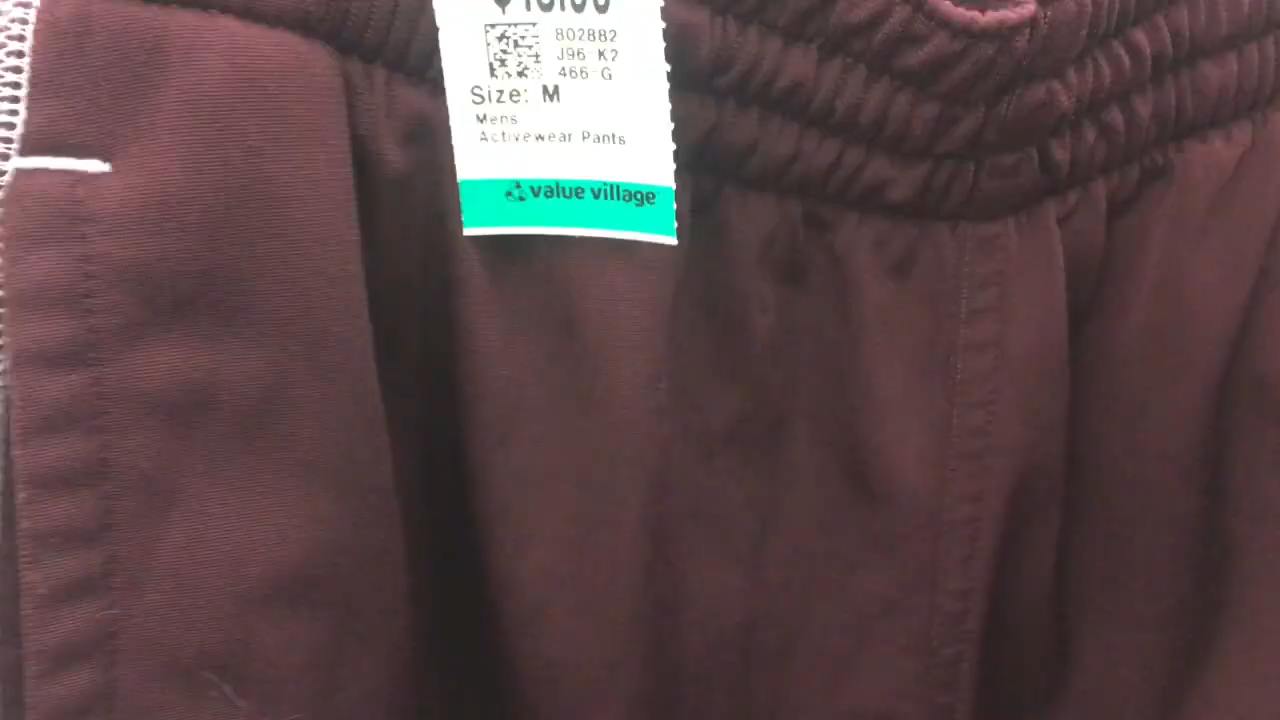 802882
J96-K2
466-G
Size: M
Mens
Activewear Pants
value village